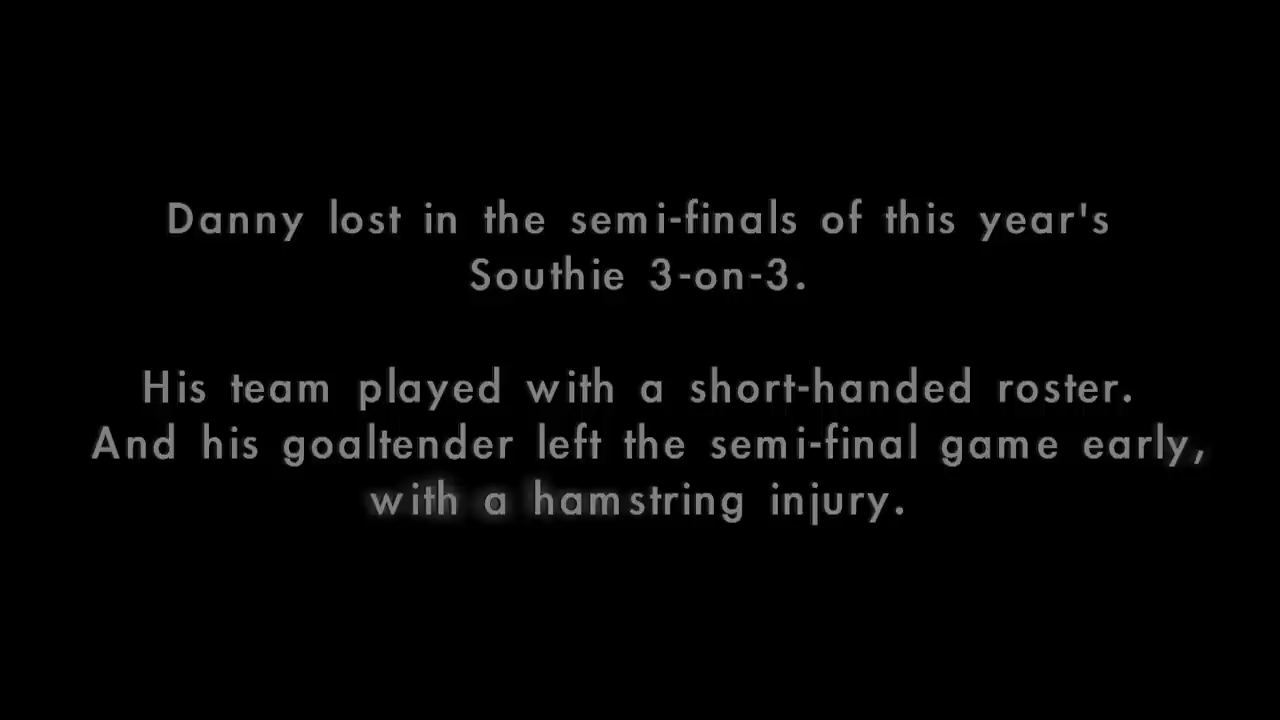 Danny lost in the semi-finals of this year's
Southie 3-on-3.
His team played with a short-handed roster.
And his goaltender left the semi-final game early,
with a hamstring injury.